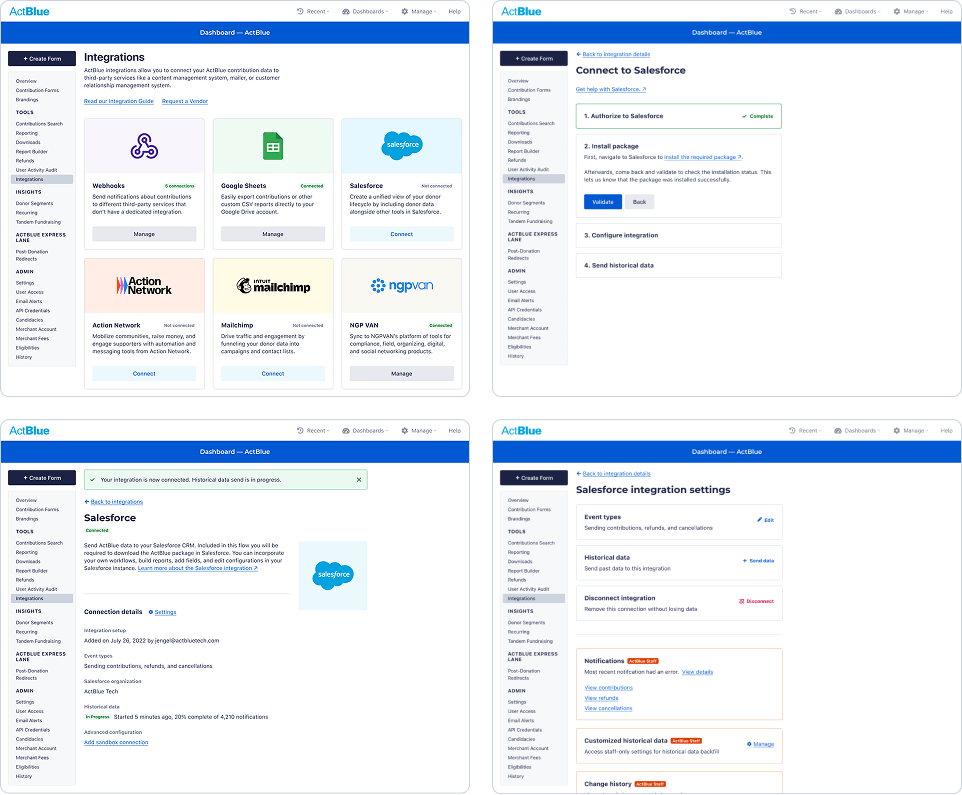 ActBlue
Recent
Dashboards
Manage
Help
Dashboard — ActBlue
+ Create Form
Overview
Contribution Forms
Brandings
TOOLS
Contributions Search
Reporting
Downloads
Report Builder
Refunds
User Activity Audit
Integrations
INSIGHTS
Donor Segments
Recurring
Tandem Fundraising
ACTBLUE EXPRESS
LANE
Post-Donation
Redirects
ADMIN
Settings
User Access
Email Alerts
API Credentials
Candidacies
Merchant Account
Merchant Fees
Eligibilities
History
Integrations
ActBlue integrations allow you to connect your ActBlue contribution data to
third-party services like a content management system, mailer, or customer
relationship management system.
Read our Integration Guide
Request a Vendor
Webhooks
5 connections
Send notifications about contributions
to different third-party services that
don't have a dedicated integration.
Manage
Google Sheets
Connected
Easily export contributions or other
custom CSV reports directly to your
Google Drive account.
Manage
salesforce
Salesforce
Not connected
Create a unified view of your donor
lifecycle by including donor data
alongside other tools in Salesforce.
Connect
Action
Network
Action Network
Not connected
Mobilize communities, raise money, and
engage supporters with automation and
messaging tools from Action Network.
Connect
INTUIT
mailchimp
Mailchimp
Not connected
Drive traffic and engagement by
funneling your donor data into
campaigns and contact lists.
Connect
ngpvan
NGP VAN
Connected
Sync to NGPVAN's platform of tools for
compliance, field, organizing, digital,
and social networking products.
Manage
ActBlue
Recent
Dashboards
Manage
Help
Dashboard — ActBlue
+ Create Form
Overview
Contribution Forms
Brandings
TOOLS
Contributions Search
Reporting
Downloads
Report Builder
Refunds
User Activity Audit
Integrations
INSIGHTS
Donor Segments
Recurring
Tandem Fundraising
ACTBLUE EXPRESS
LANE
Post-Donation
Redirects
ADMIN
Settings
User Access
Email Alerts
API Credentials
Candidacies
Merchant Account
Merchant Fees
Eligibilities
History
← Back to integration details
Connect to Salesforce
Get help with Salesforce. ↗
1. Authorize to Salesforce
✓ Complete
2. Install package
First, navigate to Salesforce to install the required package ↗.
Afterwards, come back and validate to check the installation status. This
lets us know that the package was installed successfully.
Validate
Back
3. Configure integration
4. Send historical data
ActBlue
Recent
Dashboards
Manage
Help
Dashboard — ActBlue
+ Create Form
Overview
Contribution Forms
Brandings
TOOLS
Contributions Search
Reporting
Downloads
Report Builder
Refunds
User Activity Audit
Integrations
INSIGHTS
Donor Segments
Recurring
Tandem Fundraising
ACTBLUE EXPRESS
LANE
Post-Donation
Redirects
ADMIN
Settings
User Access
Email Alerts
API Credentials
Candidacies
Merchant Account
Merchant Fees
Eligibilities
History
✓ Your integration is now connected. Historical data send is in progress.
← Back to integrations
Salesforce
Connected
Send ActBlue data to your Salesforce CRM. Included in this flow you will be
required to download the ActBlue package in Salesforce. You can incorporate
your own workflows, build reports, add fields, and edit configurations in your
Salesforce instance. Learn more about the Salesforce integration ↗
salesforce
Connection details
Settings
Integration setup
Added on July 26, 2022 by jengel@actbluetech.com
Event types
Sending contributions, refunds, and cancellations
Salesforce organization
ActBlue Tech
Historical data
In Progress
Started 5 minutes ago, 20% complete of 4,210 notifications
Advanced configuration
Add sandbox connection
ActBlue
Recent
Dashboards
Manage
Help
Dashboard — ActBlue
+ Create Form
Overview
Contribution Forms
Brandings
TOOLS
Contributions Search
Reporting
Downloads
Report Builder
Refunds
User Activity Audit
Integrations
INSIGHTS
Donor Segments
Recurring
Tandem Fundraising
ACTBLUE EXPRESS
LANE
Post-Donation
Redirects
ADMIN
Settings
User Access
Email Alerts
API Credentials
Candidacies
Merchant Account
Merchant Fees
Eligibilities
History
← Back to integration details
Salesforce integration settings
Event types
Sending contributions, refunds, and cancellations
Edit
Historical data
Send past data to this integration
+ Send data
Disconnect integration
Remove this connection without losing data
Disconnect
Notifications
ActBlue Staff
Most recent notifcation had an error. View details
View contributions
View refunds
View cancellations
Customized historical data
ActBlue Staff
Access staff-only settings for historical data backfill
Manage
Change history
ActBlue Staff